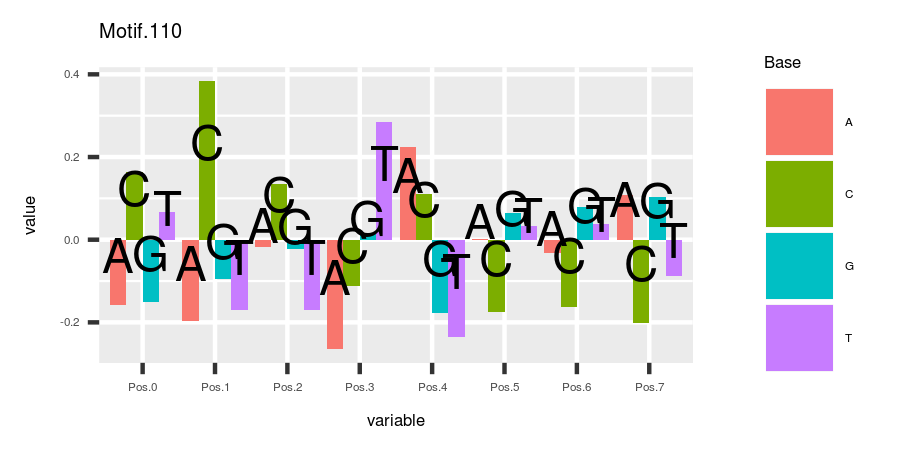 Motif.110
Base
0.4
0.2
0.0
-0.2
value
A C G T A C G T A C G T A C G T A C G T A C G T A C G T A C G T
Pos.0 Pos.1 Pos.2 Pos.3 Pos.4 Pos.5 Pos.6 Pos.7
variable
A
C
G
T